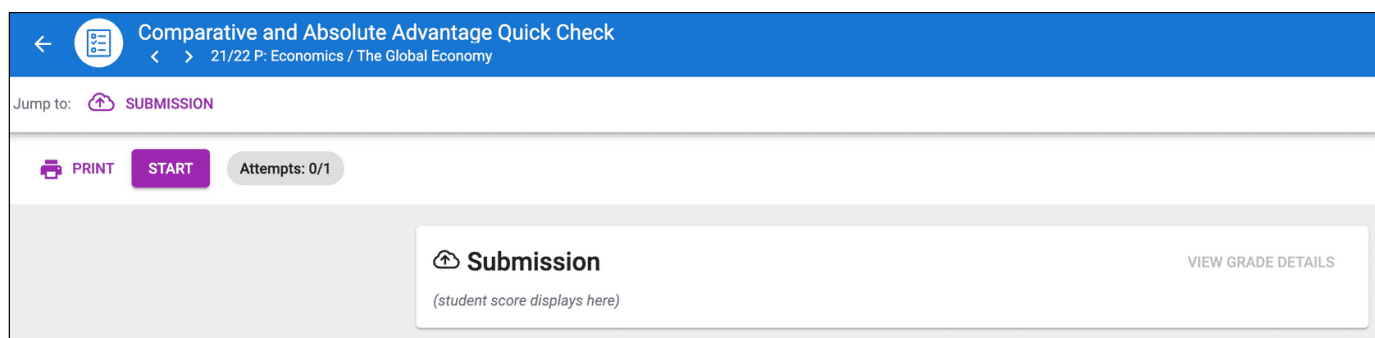 Comparative and Absolute Advantage Quick Check
21/22 P: Economics / The Global Economy
Jump to: SUBMISSION
PRINT START Attempts: 0/1
Submission VIEW GRADE DETAILS
(student score displays here)